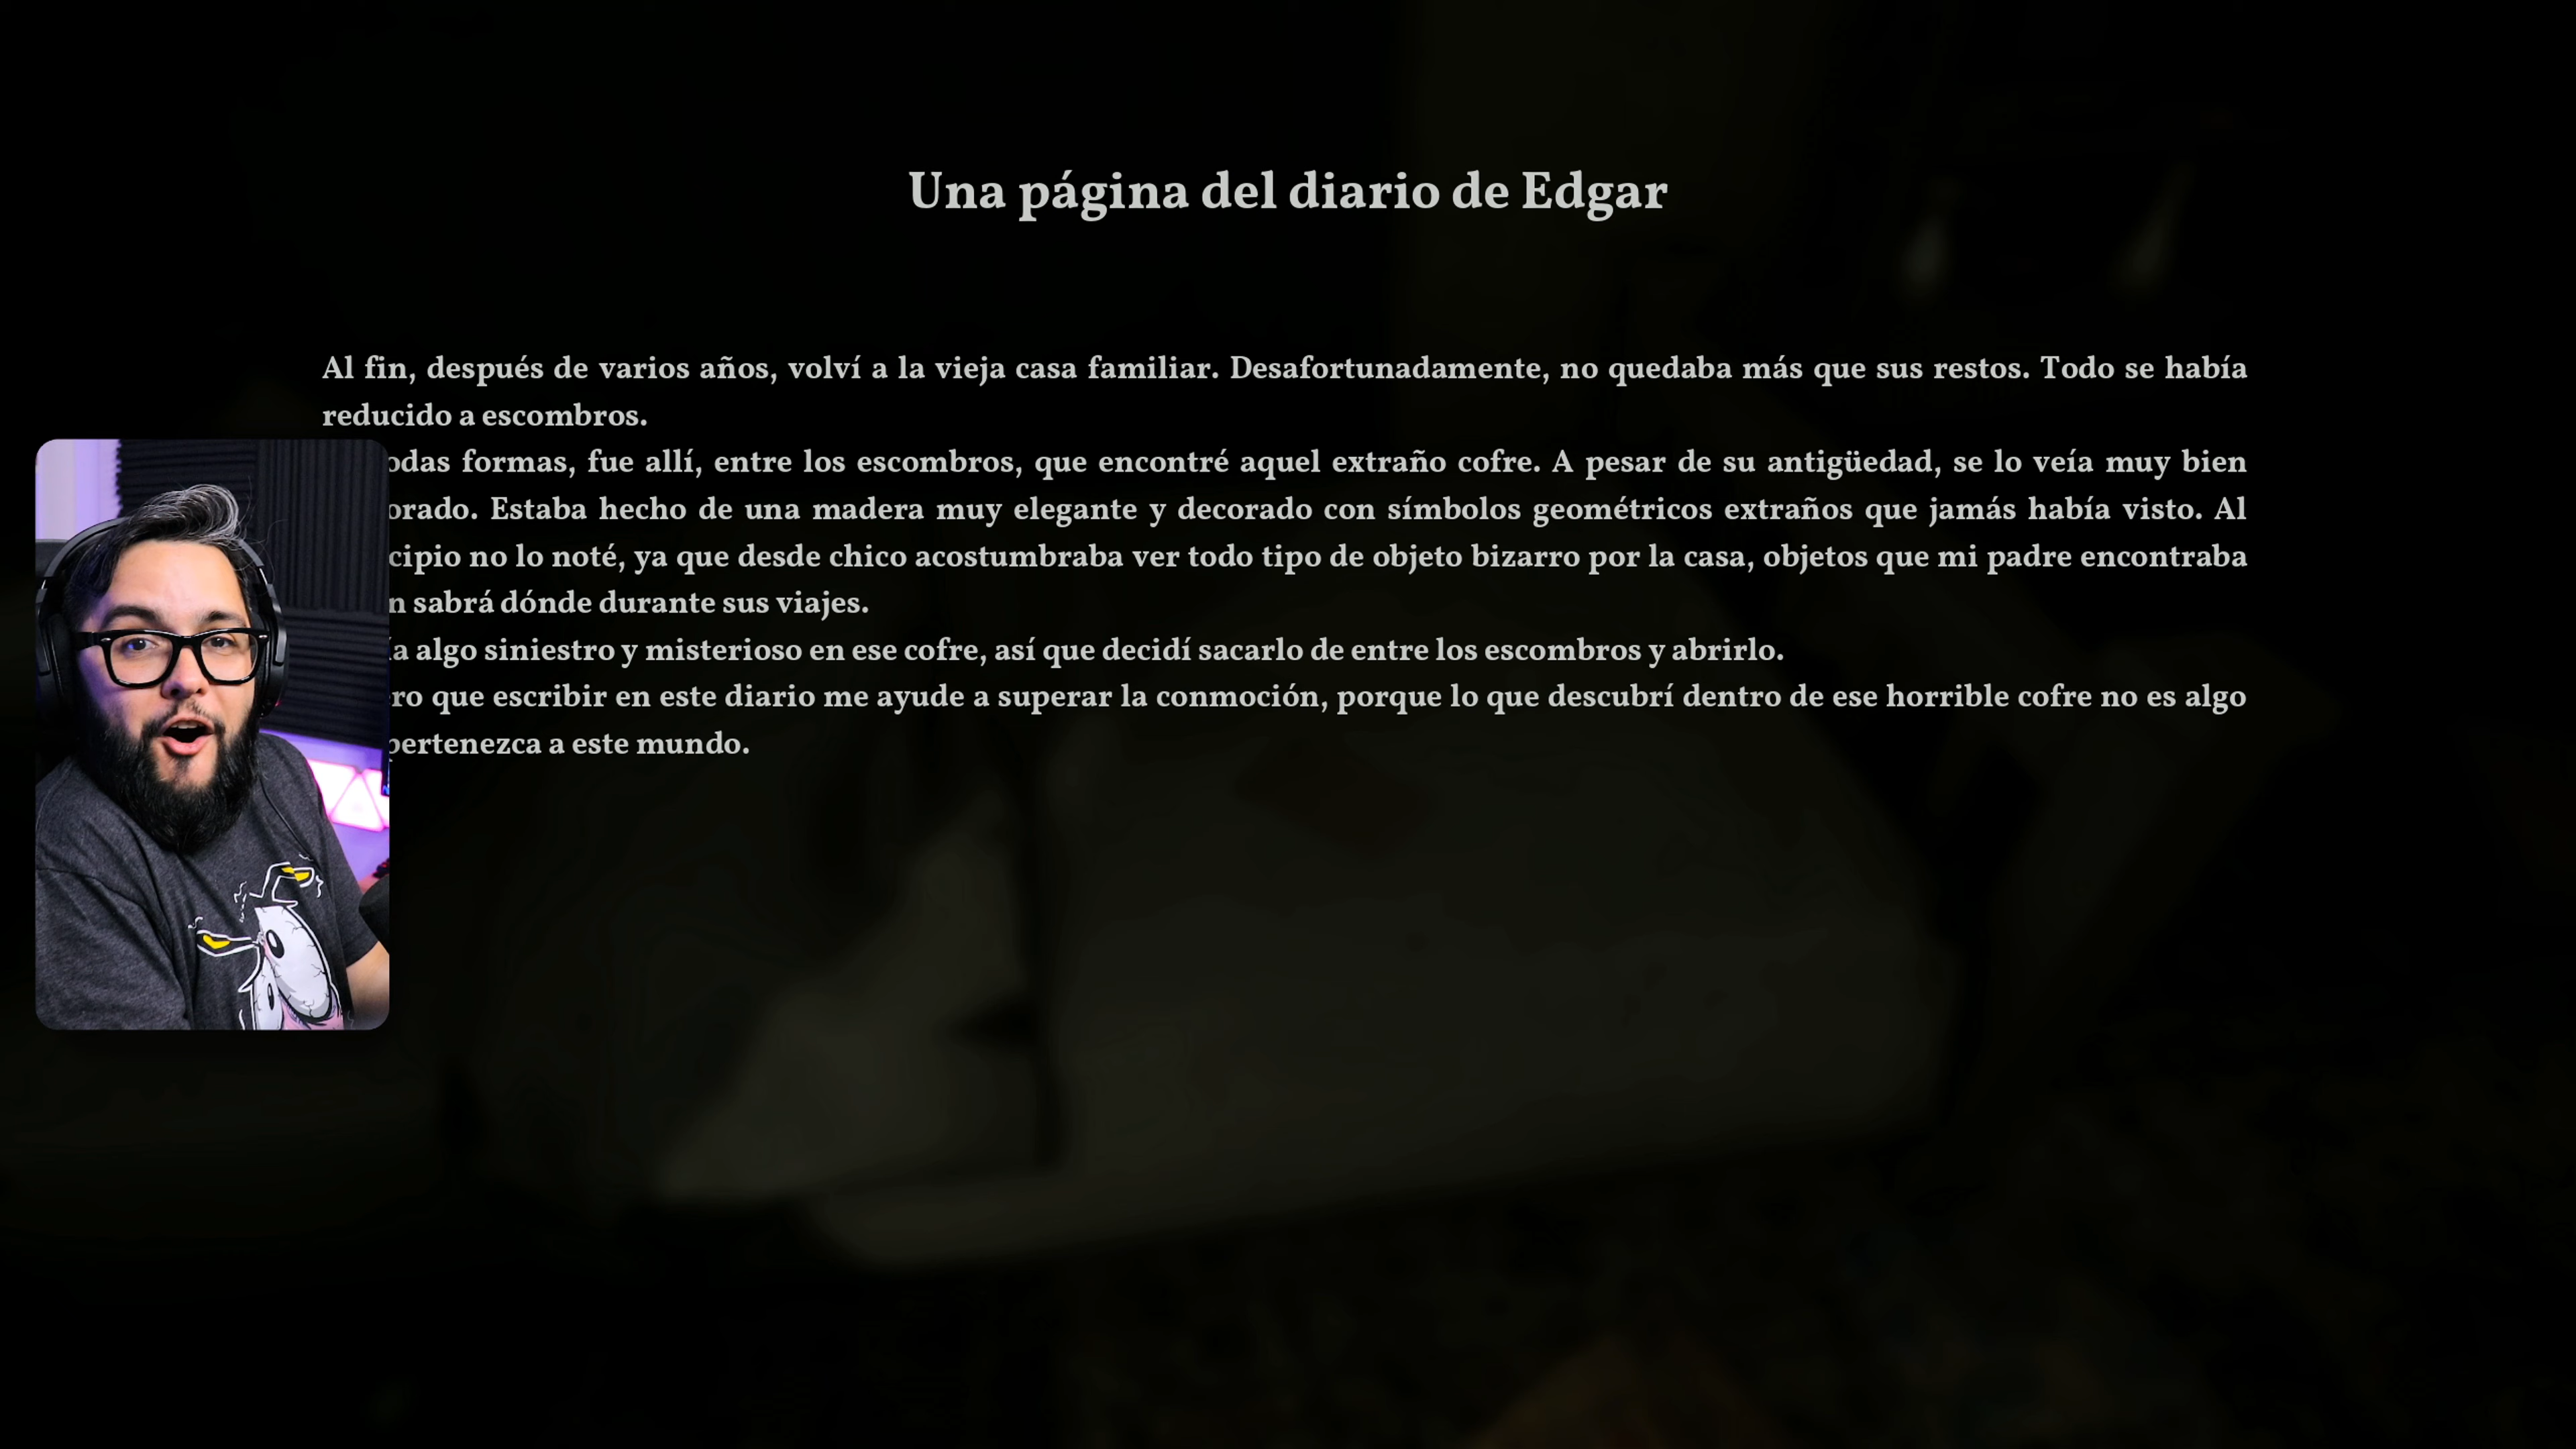 Una página del diario de Edgar
Al fin, después de varios años, volví a la vieja casa familiar. Desafortunadamente, no quedaba más que sus restos. Todo se había
reducido a escombros.
formas, fue allí, entre los escombros, que encontré aquel extraño cofre. A pesar de su antigüedad, se lo veía muy bien
Estaba hecho de una madera muy elegante y decorado con símbolos geométricos extraños que jamás había visto. Al
no lo noté, ya que desde chico acostumbraba ver todo tipo de objeto bizarro por la casa, objetos que mi padre encontraba
sabrá dónde durante sus viajes.
algo siniestro y misterioso en ese cofre, así que decidí sacarlo de entre los escombros y abrirlo.
que escribir en este diario me ayude a superar la conmoción, porque lo que descubrí dentro de ese horrible cofre no es algo
pertenezca a este mundo.